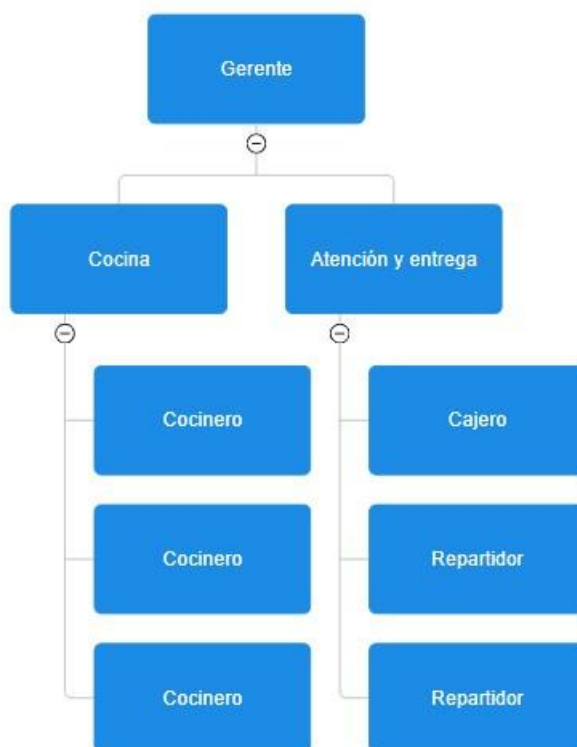 Gerente
Cocina
Atención y entrega
Cocinero
Cajero
Cocinero
Repartidor
Cocinero
Repartidor